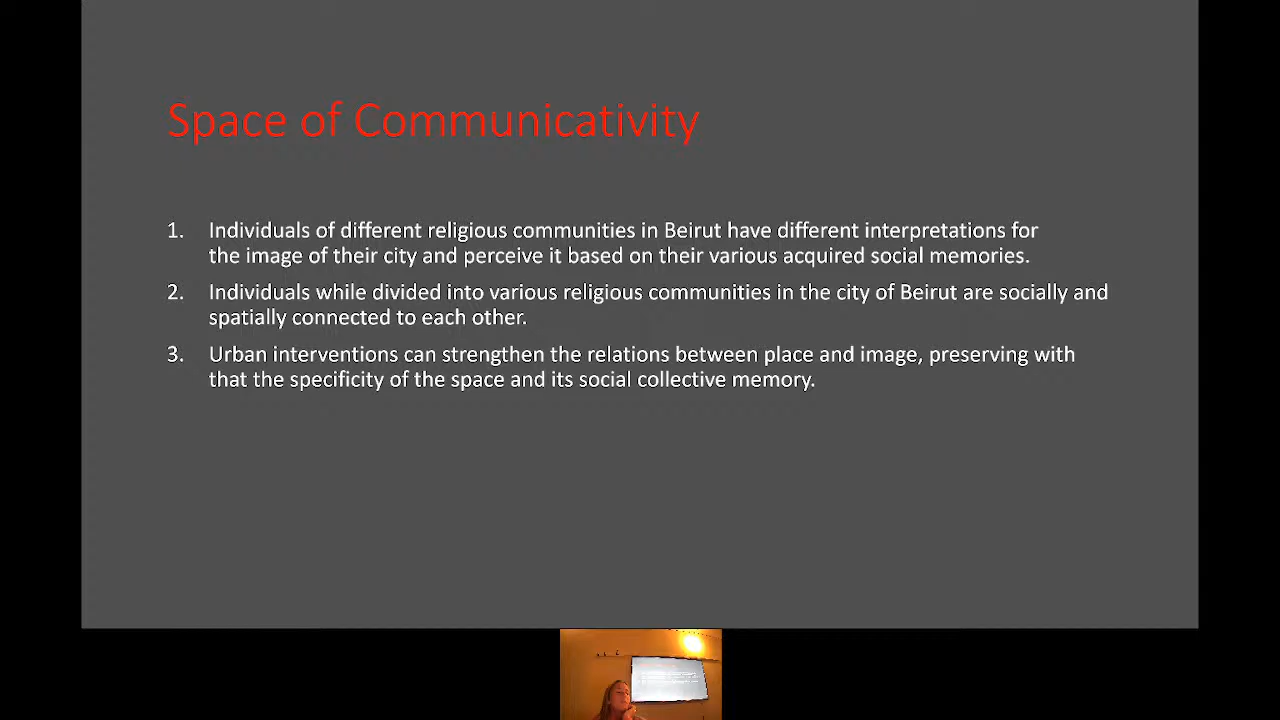 Space of Communicativity
1. Individuals of different religious communities in Beirut have different interpretations for
the image of their city and perceive it based on their various acquired social memories.
2. Individuals while divided into various religious communities in the city of Beirut are socially and
spatially connected to each other.
3. Urban interventions can strengthen the relations between place and image, preserving with
that the specificity of the space and its social collective memory.